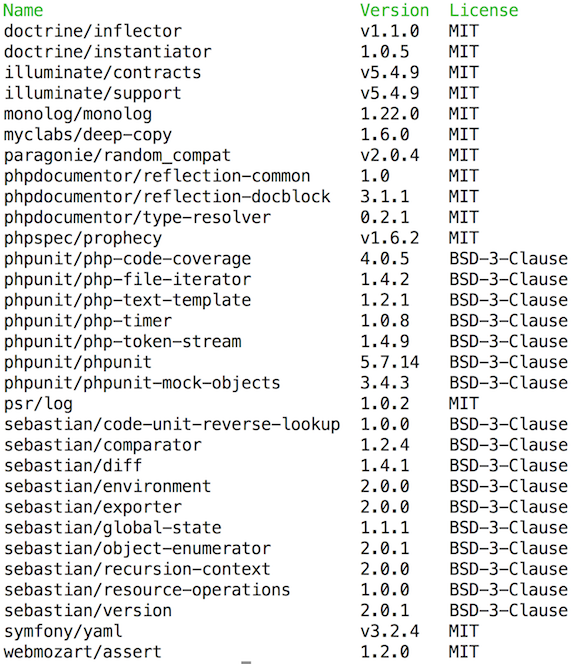 Name Version License
doctrine/inflector v1.1.0 MIT
doctrine/instantiator 1.0.5 MIT
illuminate/contracts v5.4.9 MIT
illuminate/support v5.4.9 MIT
monolog/monolog 1.22.0 MIT
myclabs/deep-copy 1.6.0 MIT
paragonie/random_compat v2.0.4 MIT
phpdocumentor/reflection-common 1.0 MIT
phpdocumentor/reflection-docblock 3.1.1 MIT
phpdocumentor/type-resolver 0.2.1 MIT
phpspec/prophecy v1.6.2 MIT
phpunit/php-code-coverage 4.0.5 BSD-3-Clause
phpunit/php-file-iterator 1.4.2 BSD-3-Clause
phpunit/php-text-template 1.2.1 BSD-3-Clause
phpunit/php-timer 1.0.8 BSD-3-Clause
phpunit/php-token-stream 1.4.9 BSD-3-Clause
phpunit/phpunit 5.7.14 BSD-3-Clause
phpunit/phpunit-mock-objects 3.4.3 BSD-3-Clause
psr/log 1.0.2 MIT
sebastian/code-unit-reverse-lookup 1.0.0 BSD-3-Clause
sebastian/comparator 1.2.4 BSD-3-Clause
sebastian/diff 1.4.1 BSD-3-Clause
sebastian/environment 2.0.0 BSD-3-Clause
sebastian/exporter 2.0.0 BSD-3-Clause
sebastian/global-state 1.1.1 BSD-3-Clause
sebastian/object-enumerator 2.0.1 BSD-3-Clause
sebastian/recursion-context 2.0.0 BSD-3-Clause
sebastian/resource-operations 1.0.0 BSD-3-Clause
sebastian/version 2.0.1 BSD-3-Clause
symfony/yaml v3.2.4 MIT
webmozart/assert 1.2.0 MIT